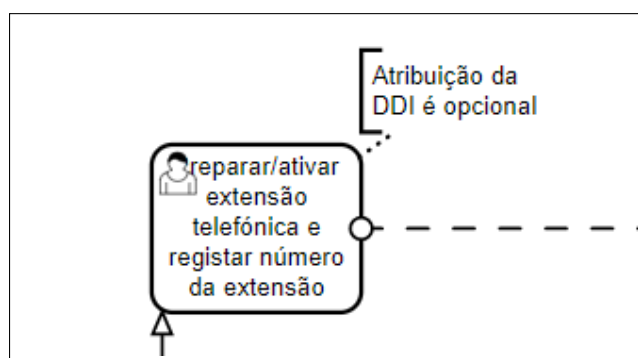 Atribuição da
DDI é opcional
reparar/ativar
extensão
telefónica e
registar número
da extensão